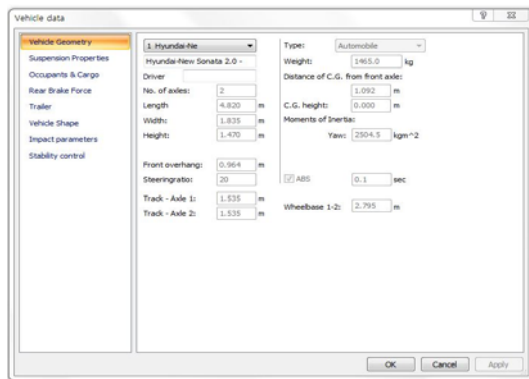 Vehicle data
Vehicle Geometry
Suspension Properties
Occupants & Cargo
Rear Brake Force
Trailer
Vehicle Shape
Impact parameters
Stability control
1 Hyundai-Ne
Hyundai-New Sonata 2.0 -
Driver
No. of axles: 2
Length 4.820 m
Width: 1.835 m
Height: 1.470 m
Front overhang: 0.964 m
Steeringratio: 20
Track - Axle 1: 1.535 m
Track - Axle 2: 1.535 m
Type: Automobile
Weight: 1465.0 kg
Distance of C.G. from front axle:
1.092 m
C.G. height: 0.000 m
Moments of Inertia:
Yaw: 2504.5 kgm^2
ABS 0.1 sec
Wheelbase 1-2: 2.795 m
OK Cancel Apply